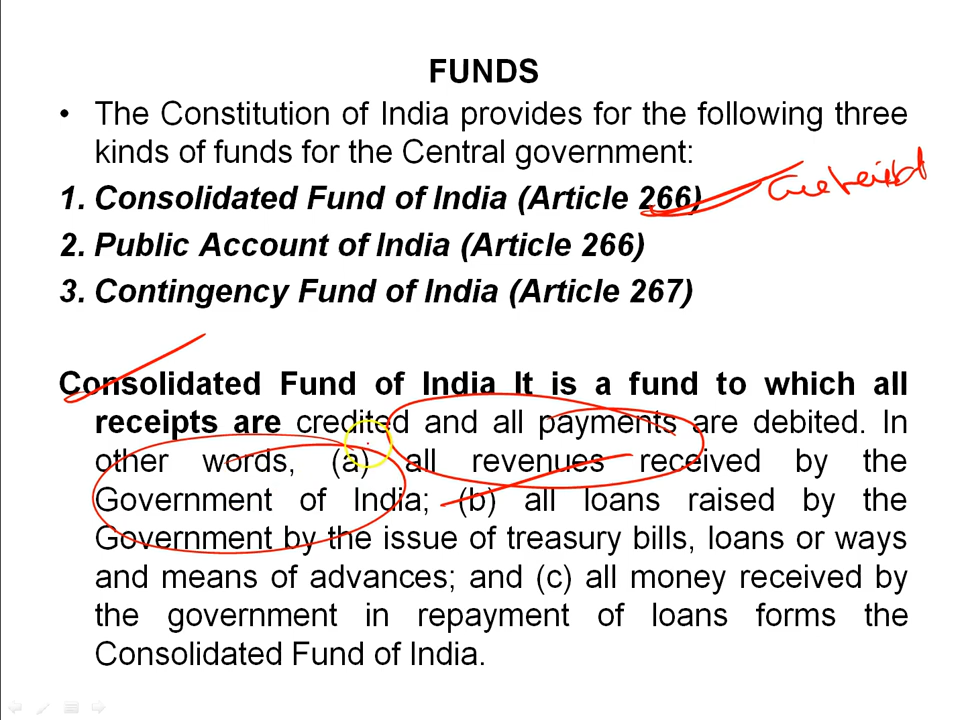 FUNDS
• The Constitution of India provides for the following three
kinds of funds for the Central government:
1. Consolidated Fund of India (Article 266)
2. Public Account of India (Article 266)
3. Contingency Fund of India (Article 267)
Consolidated Fund of India It is a fund to which all
receipts are credited and all payments are debited. In
other words, (a) all revenues received by the
Government of India; (b) all loans raised by the
Government by the issue of treasury bills, loans or ways
and means of advances; and (c) all money received by
the government in repayment of loans forms the
Consolidated Fund of India.